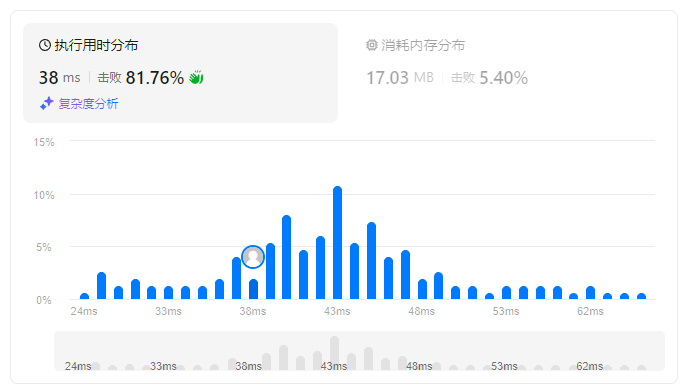 执行用时分布
38 ms 击败 81.76%
复杂度分析
消耗内存分布
17.03 MB 击败 5.40%
15%
10%
5%
0%
24ms 33ms 38ms 43ms 48ms 53ms 62ms
24ms 33ms 38ms 43ms 48ms 53ms 62ms